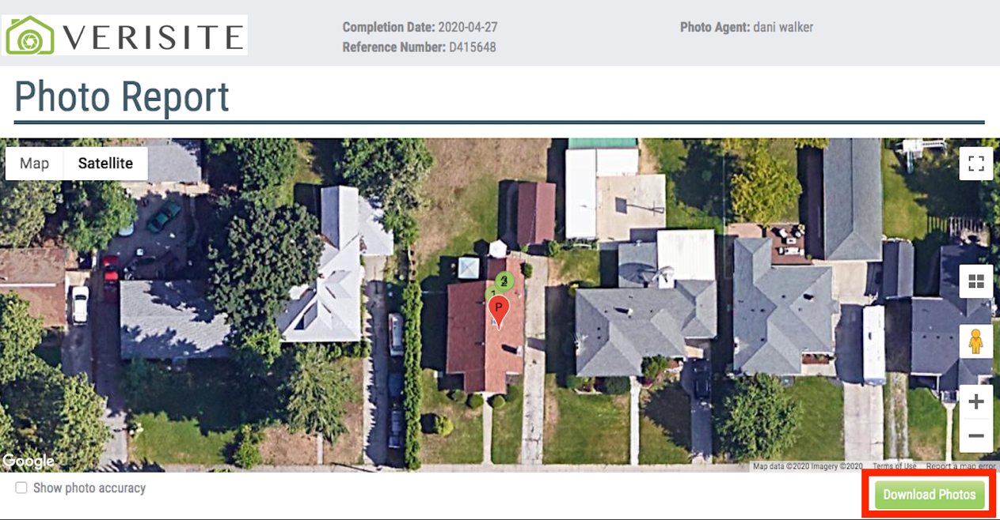 VERISITE
Completion Date: 2020-04-27
Photo Agent: dani walker
Reference Number: D415648
Photo Report
Map
Satellite
2
1
P
Google
Map data ©2020 Imagery ©2020
Terms of Use
Report a map error
Show photo accuracy
Download Photos